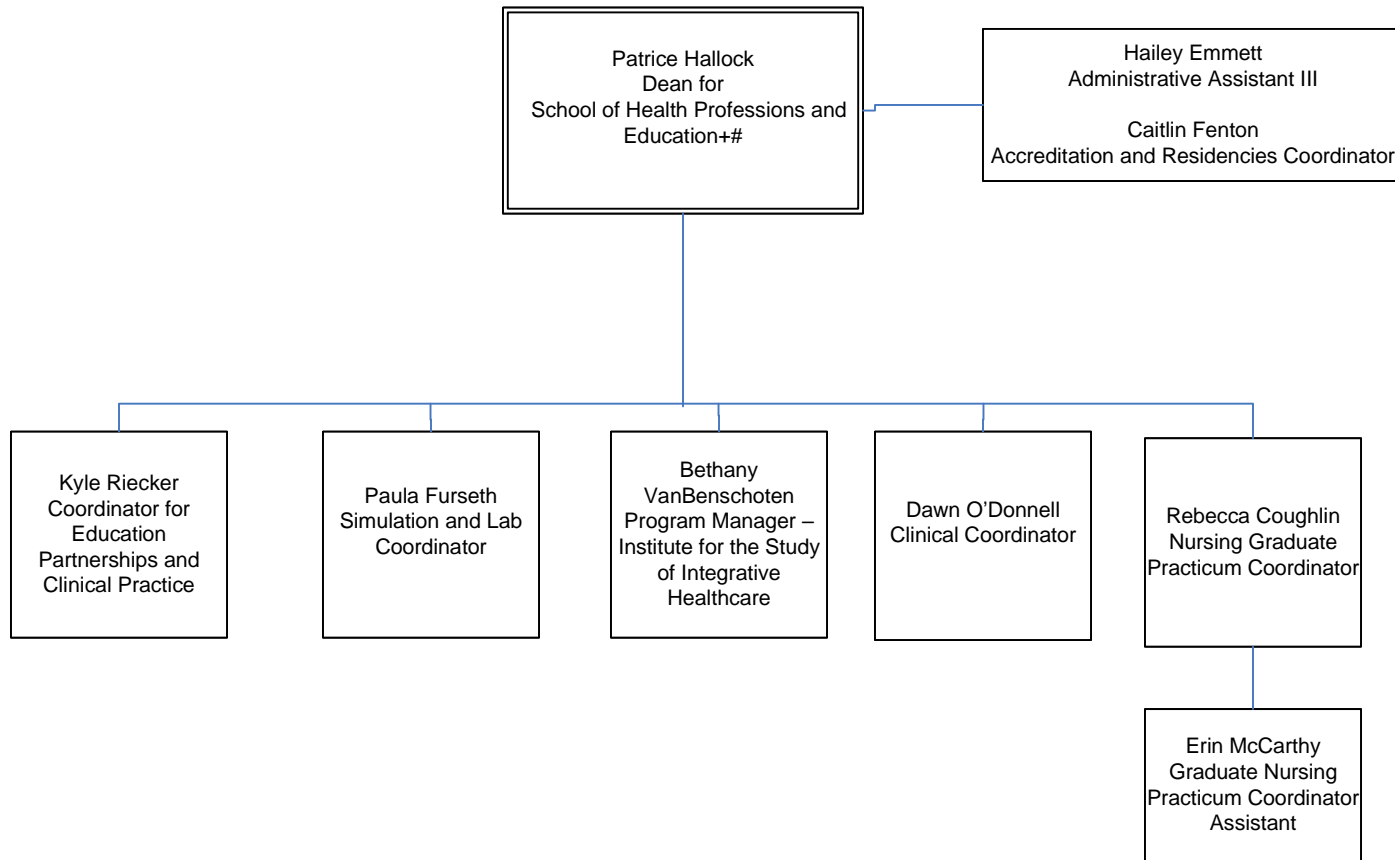 Patrice Hallock
Dean for
School of Health Professions and
Education+#
Hailey Emmett
Administrative Assistant III
Caitlin Fenton
Accreditation and Residencies Coordinator
Kyle Riecker
Coordinator for
Education
Partnerships and
Clinical Practice
Paula Furseth
Simulation and Lab
Coordinator
Bethany
VanBenschoten
Program Manager –
Institute for the Study
of Integrative
Healthcare
Dawn O’Donnell
Clinical Coordinator
Rebecca Coughlin
Nursing Graduate
Practicum Coordinator
Erin McCarthy
Graduate Nursing
Practicum Coordinator
Assistant